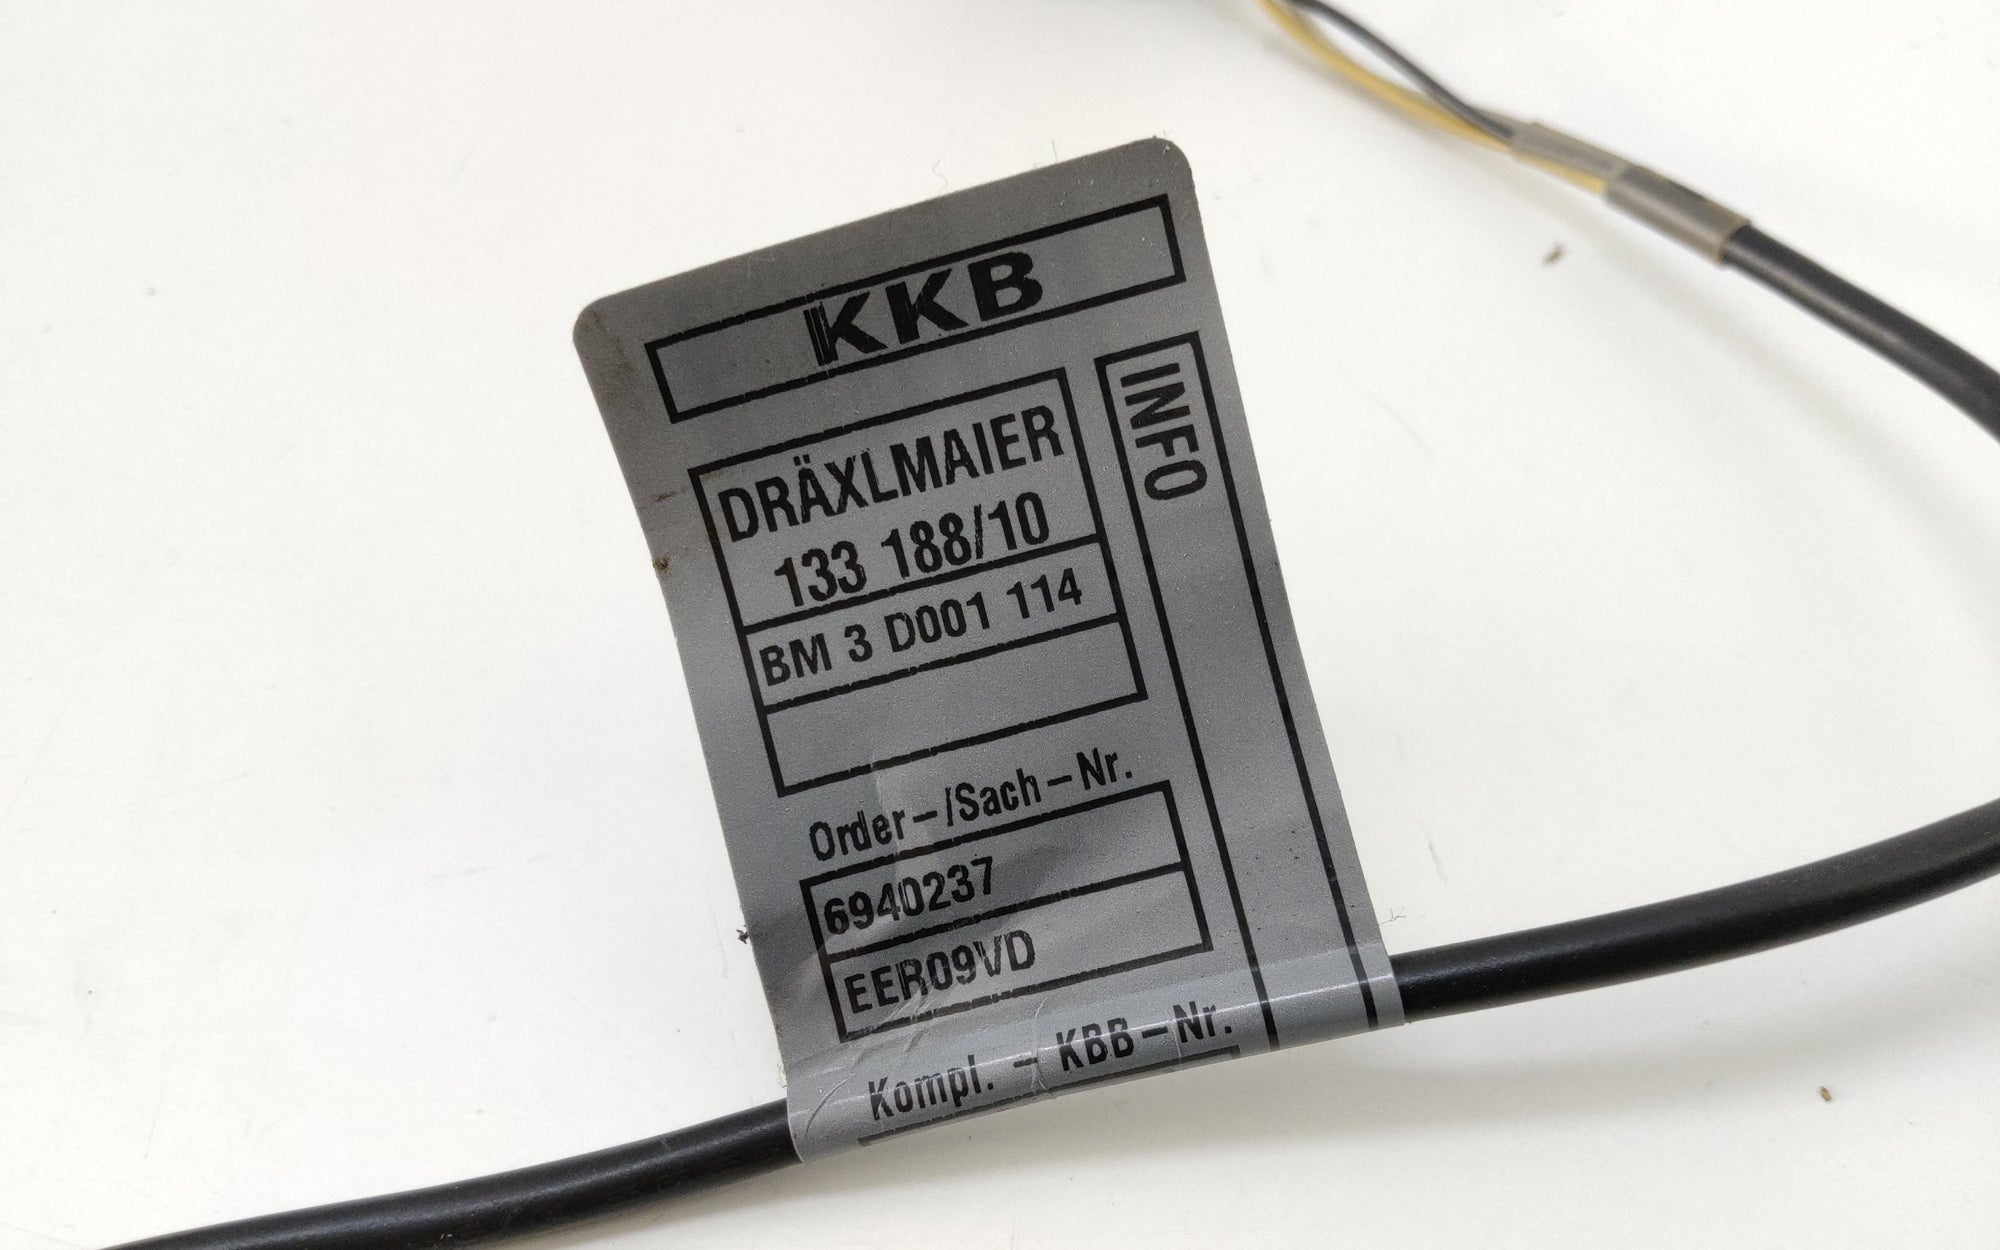 KKB
INFO
DRÄXLMAIER
133 188/10
BM 3 D001 114
Order-/Sach-Nr.
6940237
EER09VD
Kompl. - KBB-Nr.